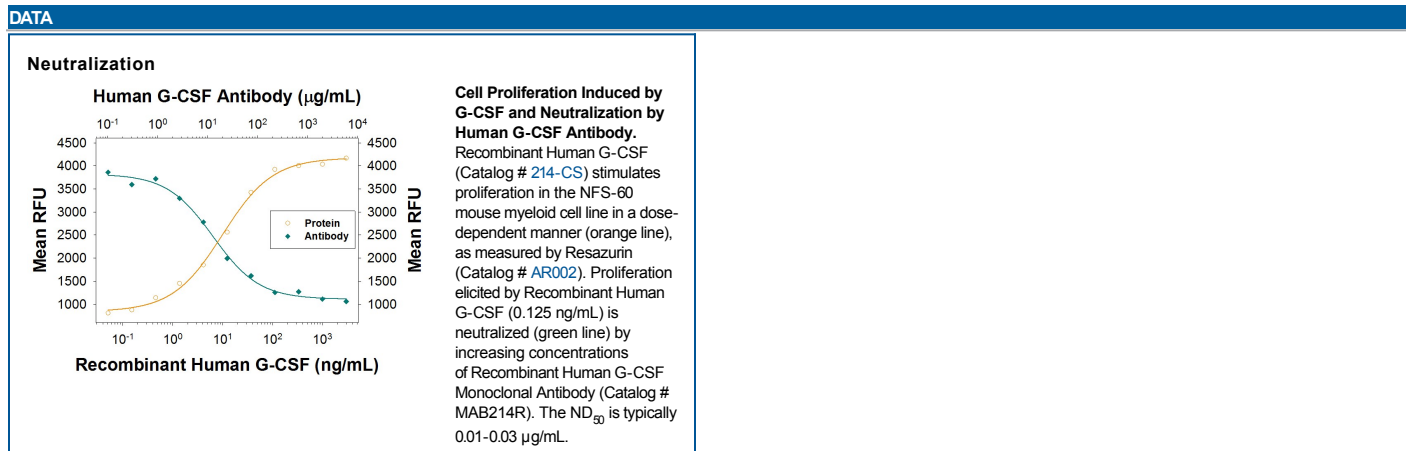 DATA
Neutralization
Human G-CSF Antibody (µg/mL)
10-1 100 101 102 103 104
4500 4500
4000 4000
3500 3500
3000 3000
2500 2500
2000 2000
1500 1500
1000 1000
Mean RFU
Mean RFU
Protein
Antibody
10-1 100 101 102 103
Recombinant Human G-CSF (ng/mL)
Cell Proliferation Induced by
G-CSF and Neutralization by
Human G-CSF Antibody.
Recombinant Human G-CSF
(Catalog # 214-CS) stimulates
proliferation in the NFS-60
mouse myeloid cell line in a dose-
dependent manner (orange line),
as measured by Resazurin
(Catalog # AR002). Proliferation
elicited by Recombinant Human
G-CSF (0.125 ng/mL) is
neutralized (green line) by
increasing concentrations
of Recombinant Human G-CSF
Monoclonal Antibody (Catalog #
MAB214R). The ND50 is typically
0.01-0.03 µg/mL.